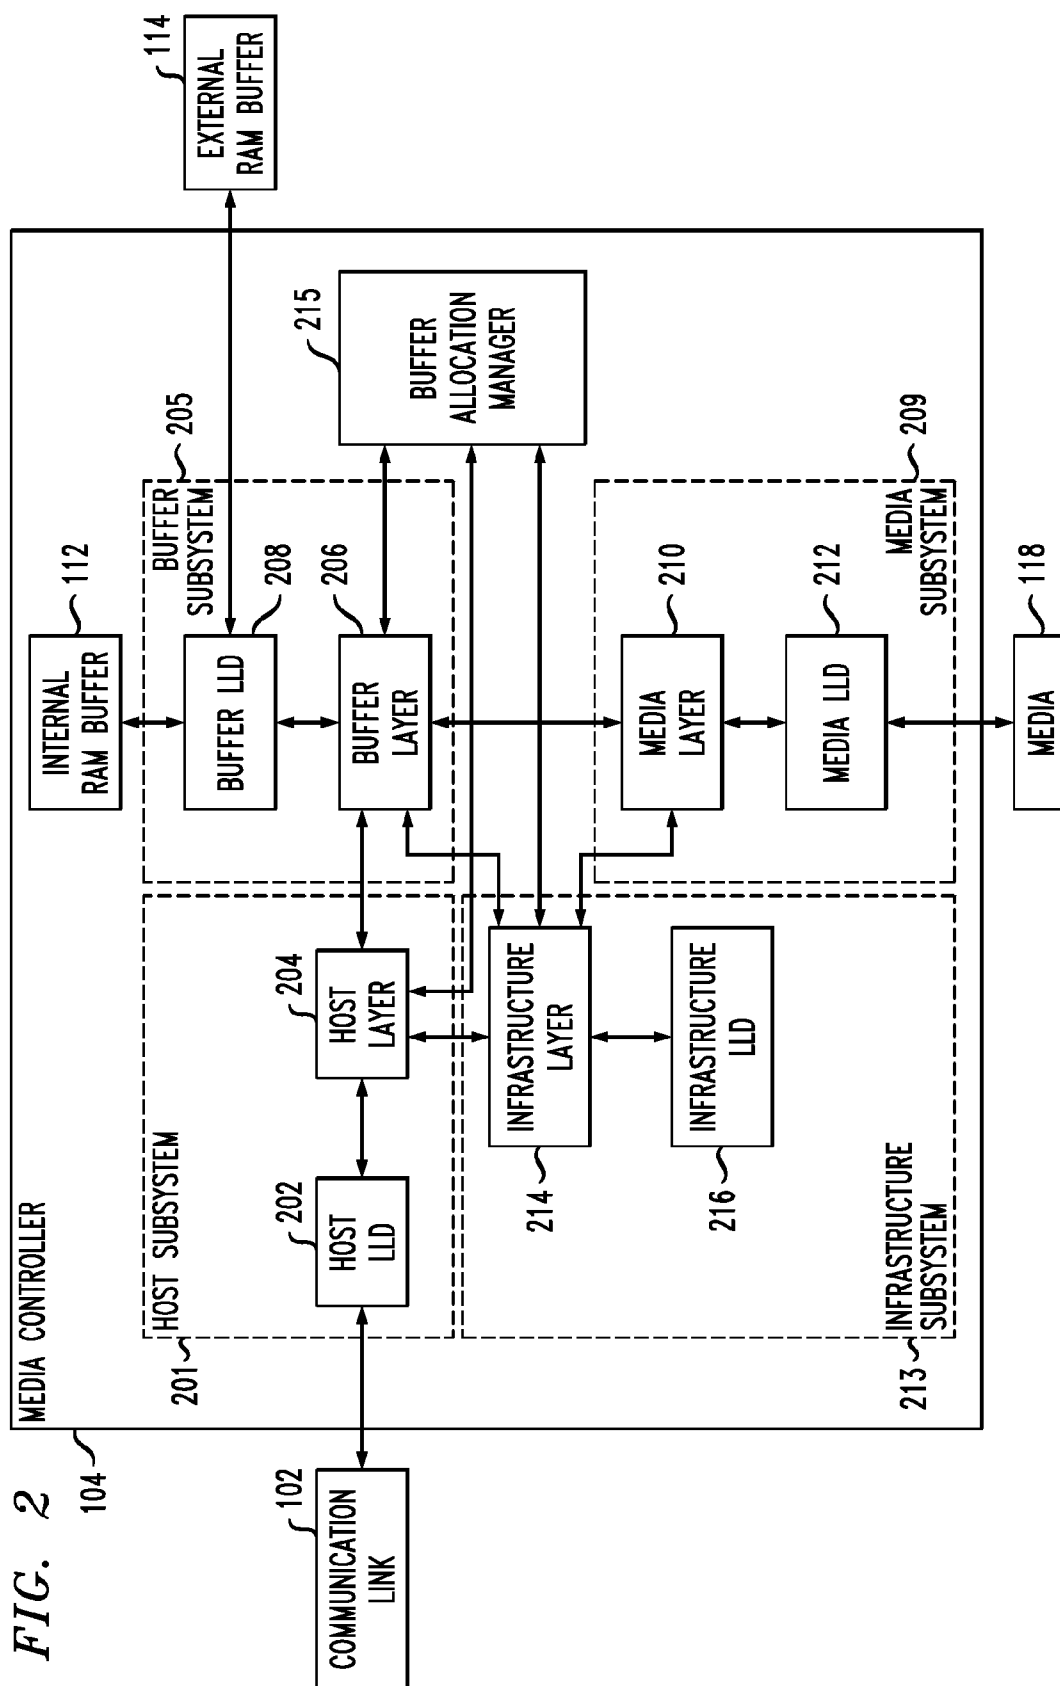 FIG. 2
104
MEDIA CONTROLLER
INTERNAL
RAM BUFFER
112
EXTERNAL
RAM BUFFER
114
201
HOST SUBSYSTEM
BUFFER
SUBSYSTEM
205
BUFFER LLD
208
102
COMMUNICATION
LINK
202
HOST
LLD
204
HOST
LAYER
BUFFER
LAYER
206
BUFFER
ALLOCATION
MANAGER
215
INFRASTRUCTURE
LAYER
214
INFRASTRUCTURE
LLD
216
MEDIA
LAYER
210
MEDIA LLD
212
213
INFRASTRUCTURE
SUBSYSTEM
MEDIA
SUBSYSTEM
209
MEDIA
118